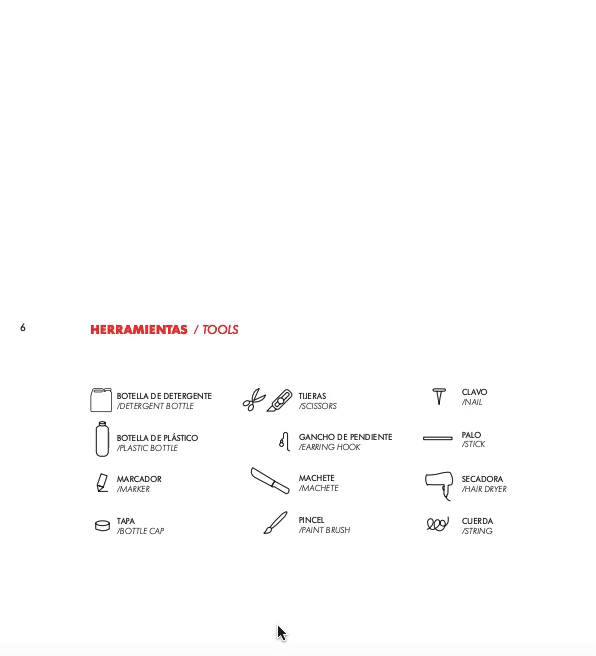 6
HERRAMIENTAS / TOOLS
BOTELLA DE DETERGENTE
/DETERGENT BOTTLE
BOTELLA DE PLÁSTICO
/PLASTIC BOTTLE
MARCADOR
/MARKER
TAPA
/BOTTLE CAP
TIJERAS
/SCISSORS
GANCHO DE PENDIENTE
/EARRING HOOK
MACHETE
/MACHETE
PINCEL
/PAINT BRUSH
CLAVO
/NAIL
PALO
/STICK
SECADORA
/HAIR DRYER
CUERDA
/STRING